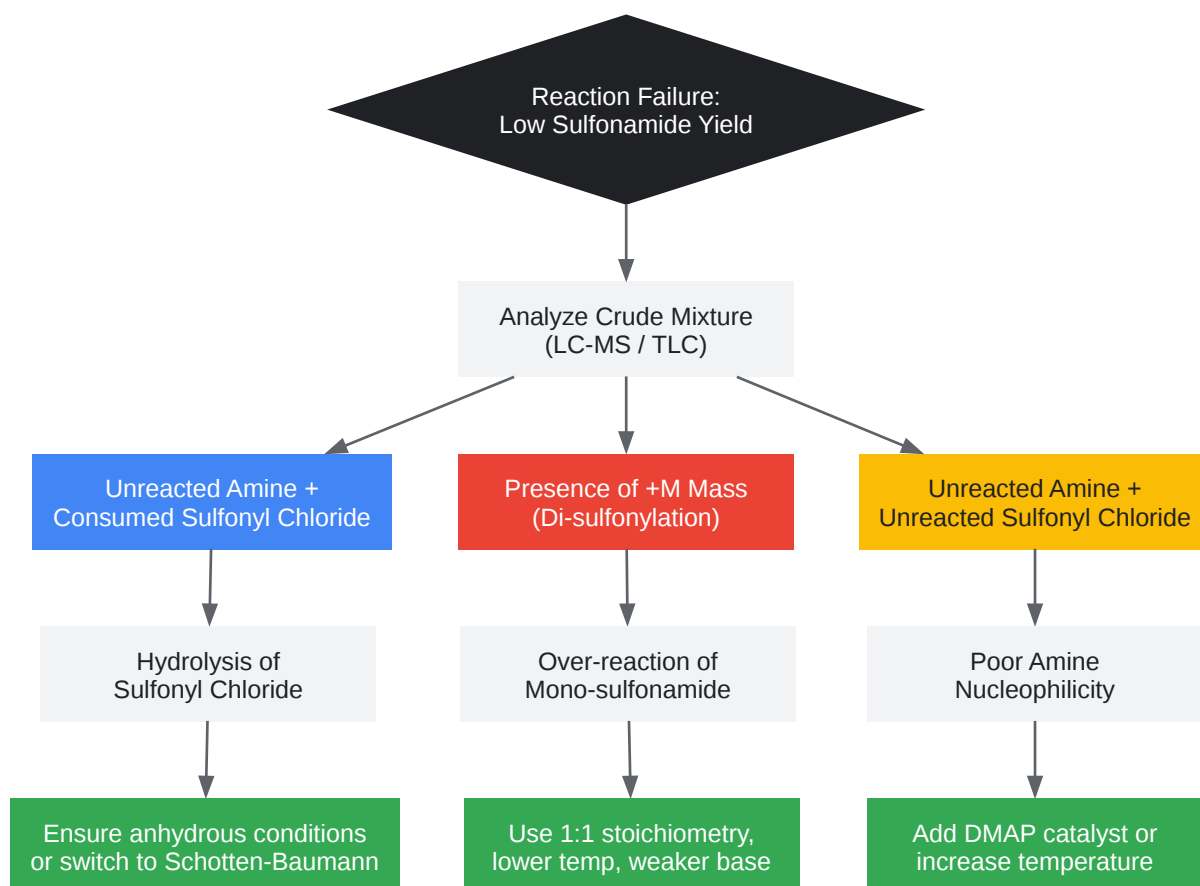 Reaction Failure:
Low Sulfonamide Yield
Analyze Crude Mixture
(LC-MS / TLC)
Unreacted Amine +
Consumed Sulfonyl Chloride
Presence of +M Mass
(Di-sulfonylation)
Unreacted Amine +
Unreacted Sulfonyl Chloride
Hydrolysis of
Sulfonyl Chloride
Over-reaction of
Mono-sulfonamide
Poor Amine
Nucleophilicity
Ensure anhydrous conditions
or switch to Schotten-Baumann
Use 1:1 stoichiometry,
lower temp, weaker base
Add DMAP catalyst or
increase temperature